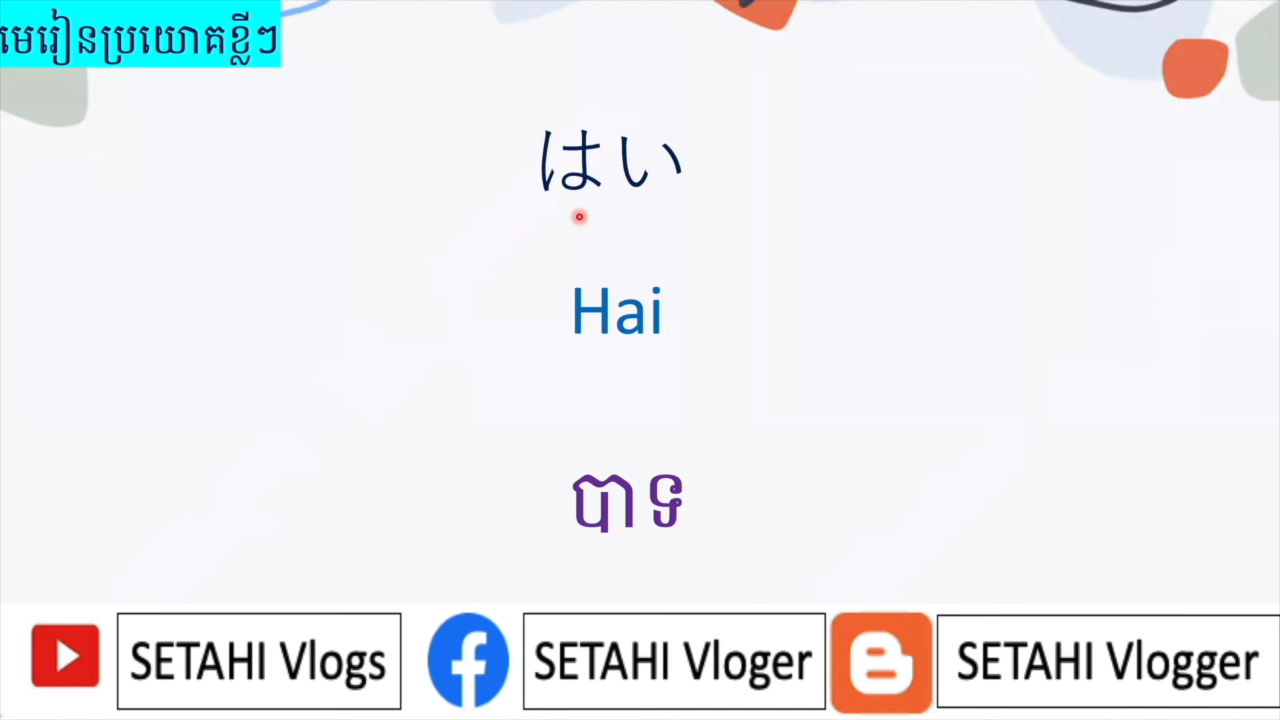 មេរៀនប្រយោគខ្លីៗ
はい
Hai
បាទ
SETAHI Vlogs
SETAHI Vloger
SETAHI Vlogger